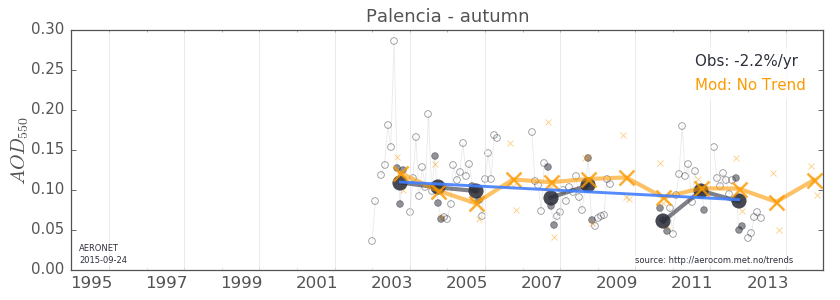 Palencia - autumn
0.30
0.25
0.20
0.15
0.10
0.05
0.00
AOD550
Obs: -2.2%/yr
Mod: No Trend
AERONET
2015-09-24
source: http://aerocom.met.no/trends
1995 1997 1999 2001 2003 2005 2007 2009 2011 2013